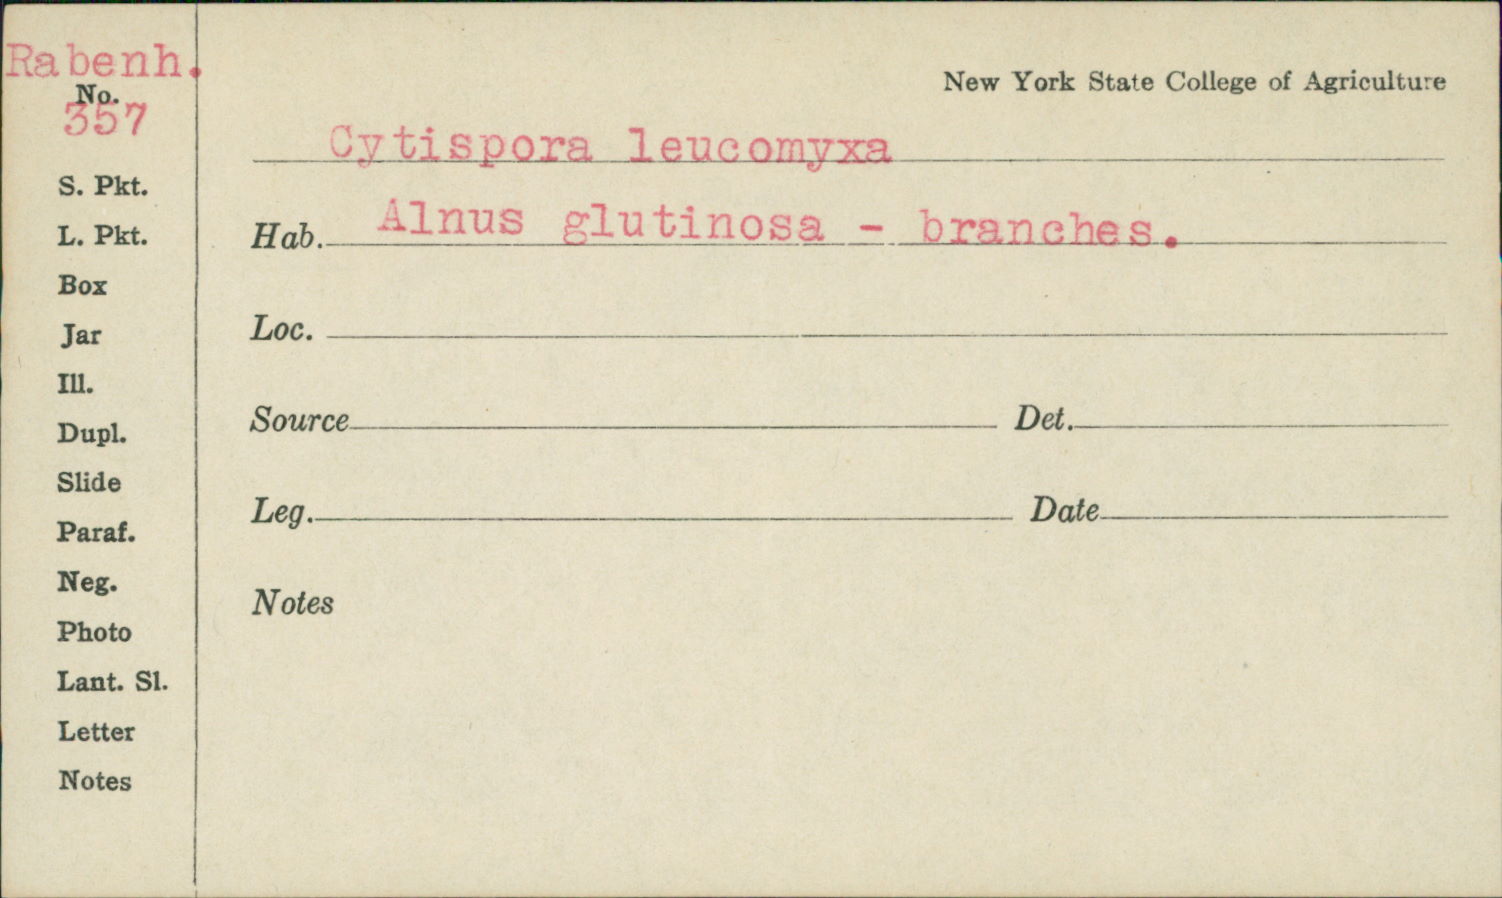 Rabenh.
No.
357
S. Pkt.
L. Pkt.
Box
Jar
Ill.
Dupl.
Slide
Paraf.
Neg.
Photo
Lant. Sl.
Letter
Notes
New York State College of Agriculture
Cytispora leucomyxa
Hab. Alnus glutinosa - branches.
Loc.
Source Det.
Leg. Date
Notes